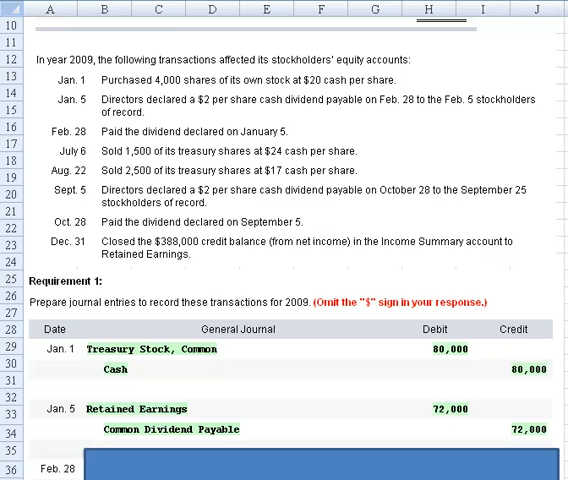 A B C D E F G H I J
10
11
12 In year 2009, the following transactions affected its stockholders' equity accounts:
13 Jan. 1 Purchased 4,000 shares of its own stock at $20 cash per share.
14 Jan. 5 Directors declared a $2 per share cash dividend payable on Feb. 28 to the Feb. 5 stockholders
15 of record.
16 Feb. 28 Paid the dividend declared on January 5.
17 July 6 Sold 1,500 of its treasury shares at $24 cash per share.
18
19 Aug. 22 Sold 2,500 of its treasury shares at $17 cash per share.
20 Sept. 5 Directors declared a $2 per share cash dividend payable on October 28 to the September 25
21 stockholders of record.
22 Oct. 28 Paid the dividend declared on September 5.
23 Dec. 31 Closed the $388,000 credit balance (from net income) in the Income Summary account to
24 Retained Earnings.
25 Requirement 1:
26 Prepare journal entries to record these transactions for 2009. (Omit the "$" sign in your response.)
27
28 Date General Journal Debit Credit
29 Jan. 1 Treasury Stock, Common 80,000
30 Cash 80,000
31
32
33 Jan. 5 Retained Earnings 72,000
34 Common Dividend Payable 72,000
35
36 Feb. 28